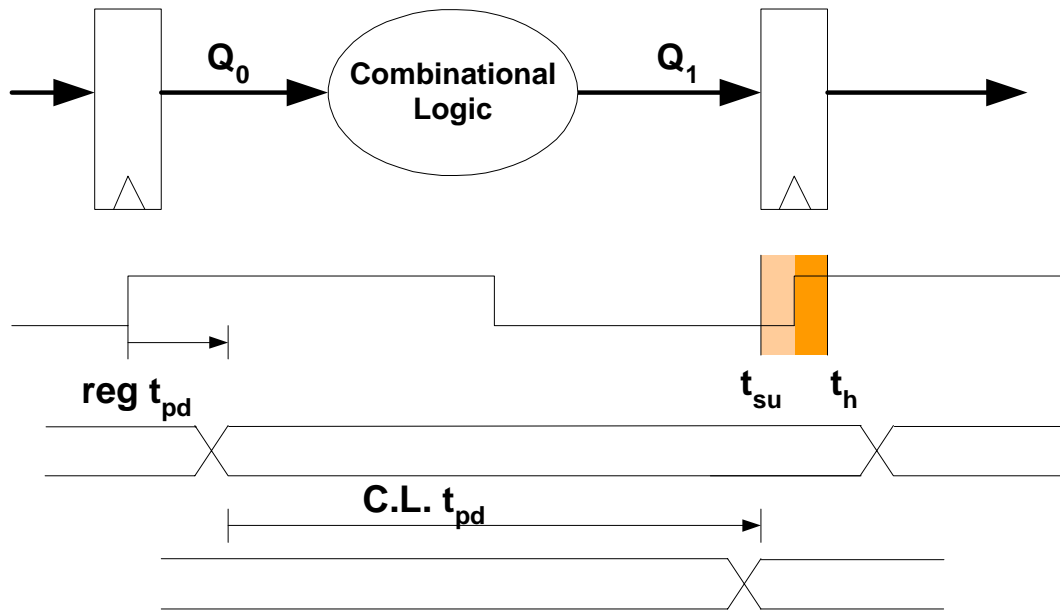 Q0
Combinational
Logic
Q1
reg tpd
tsu
th
C.L. tpd